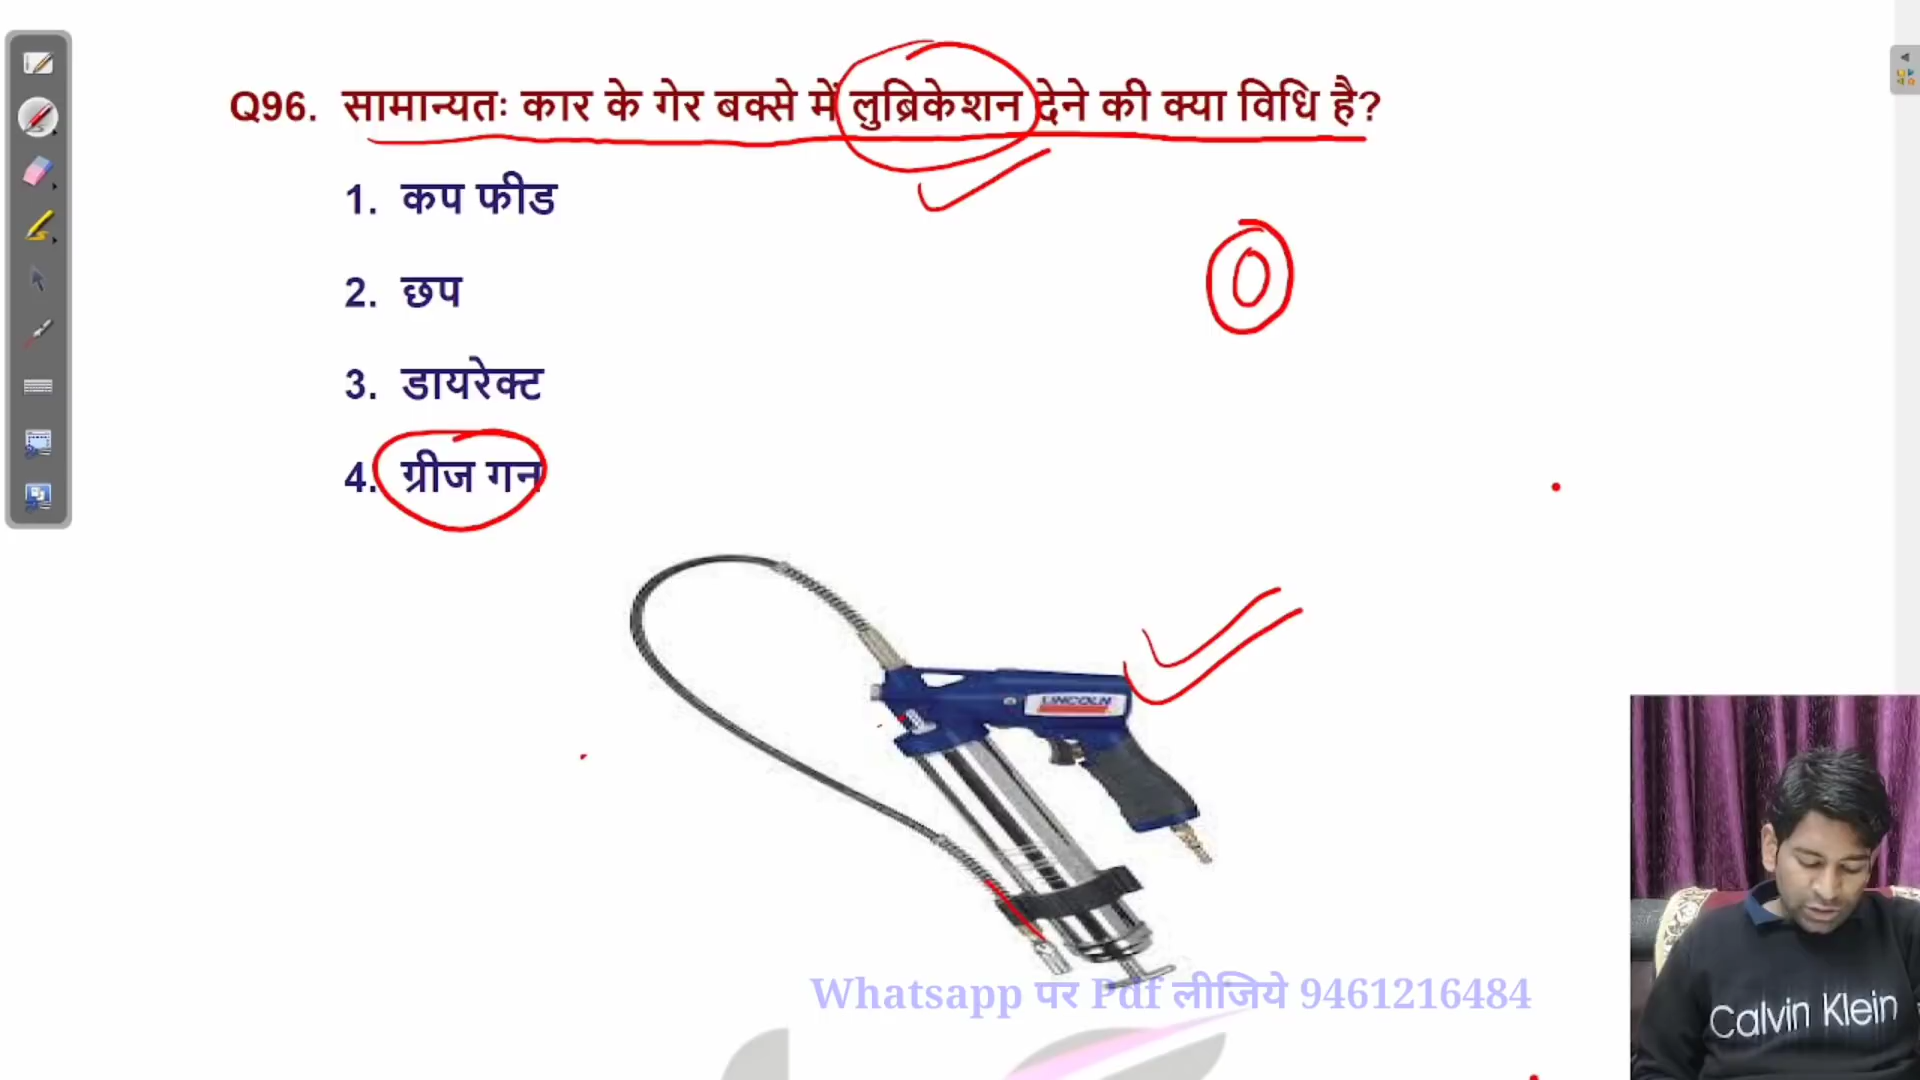 Q96. सामान्यतः कार के गेर बक्से में लुब्रिकेशन देने की क्या विधि है?
1. कप फीड
2. छप
3. डायरेक्ट
4. ग्रीज गन
LINCOLN
Whatsapp पर Pdf लीजिये 9461216484
Calvin Klein